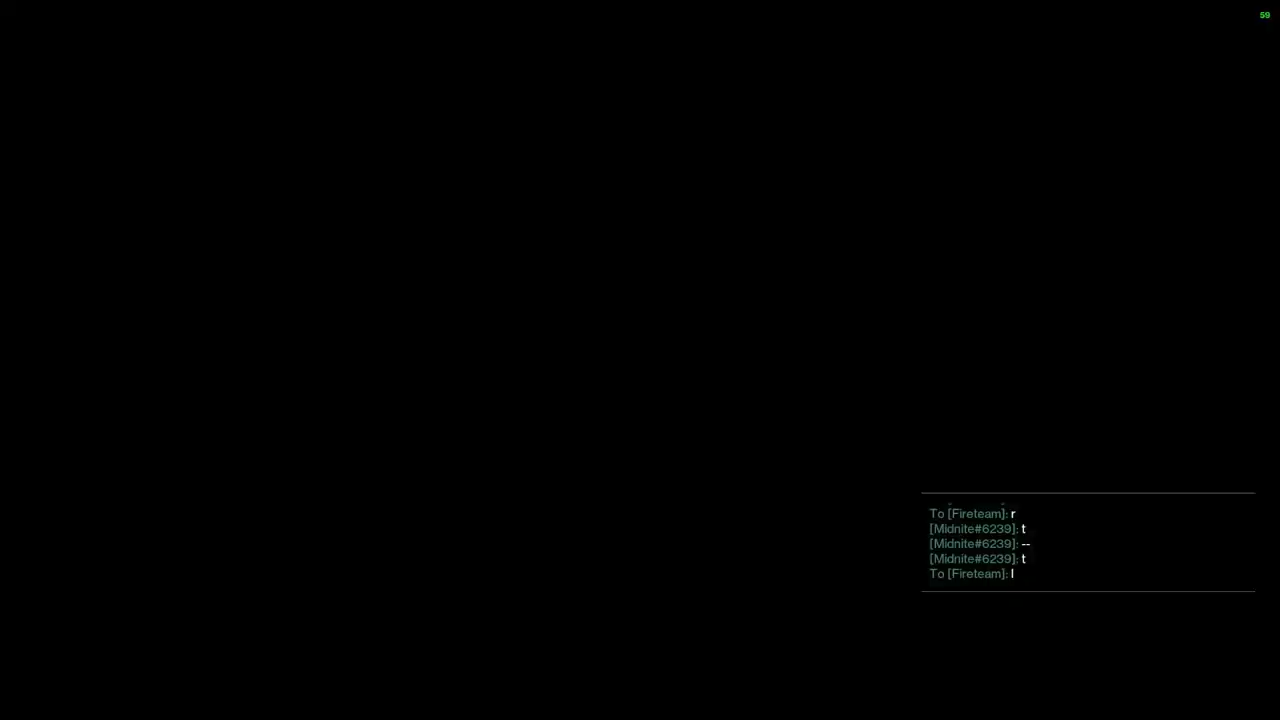 59
To [Fireteam]: r
[Midnite#6239]: t
[Midnite#6239]: --
[Midnite#6239]: t
To [Fireteam]: l